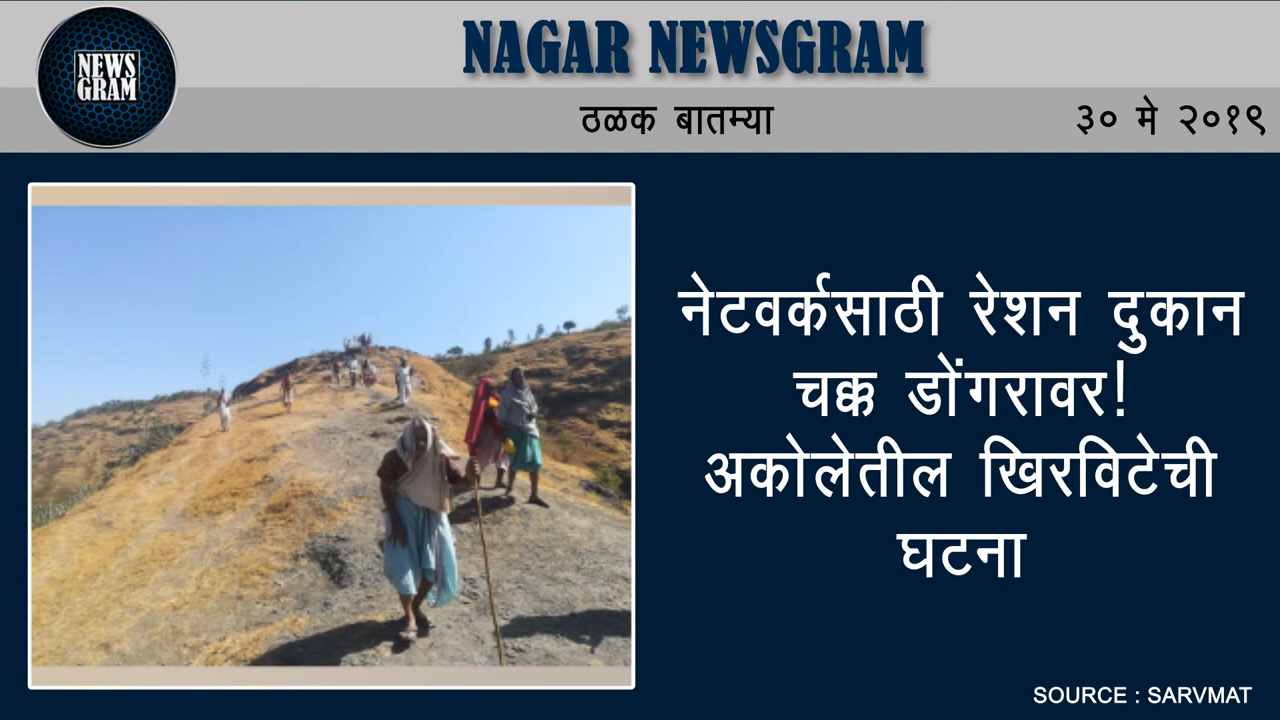 NEWS
GRAM
NAGAR NEWSGRAM
ठळक बातम्या
३० मे २०१९
नेटवर्कसाठी रेशन दुकान
चक्क डोंगरावर!
अकोलेतील खिरविटेची
घटना
SOURCE : SARVMAT